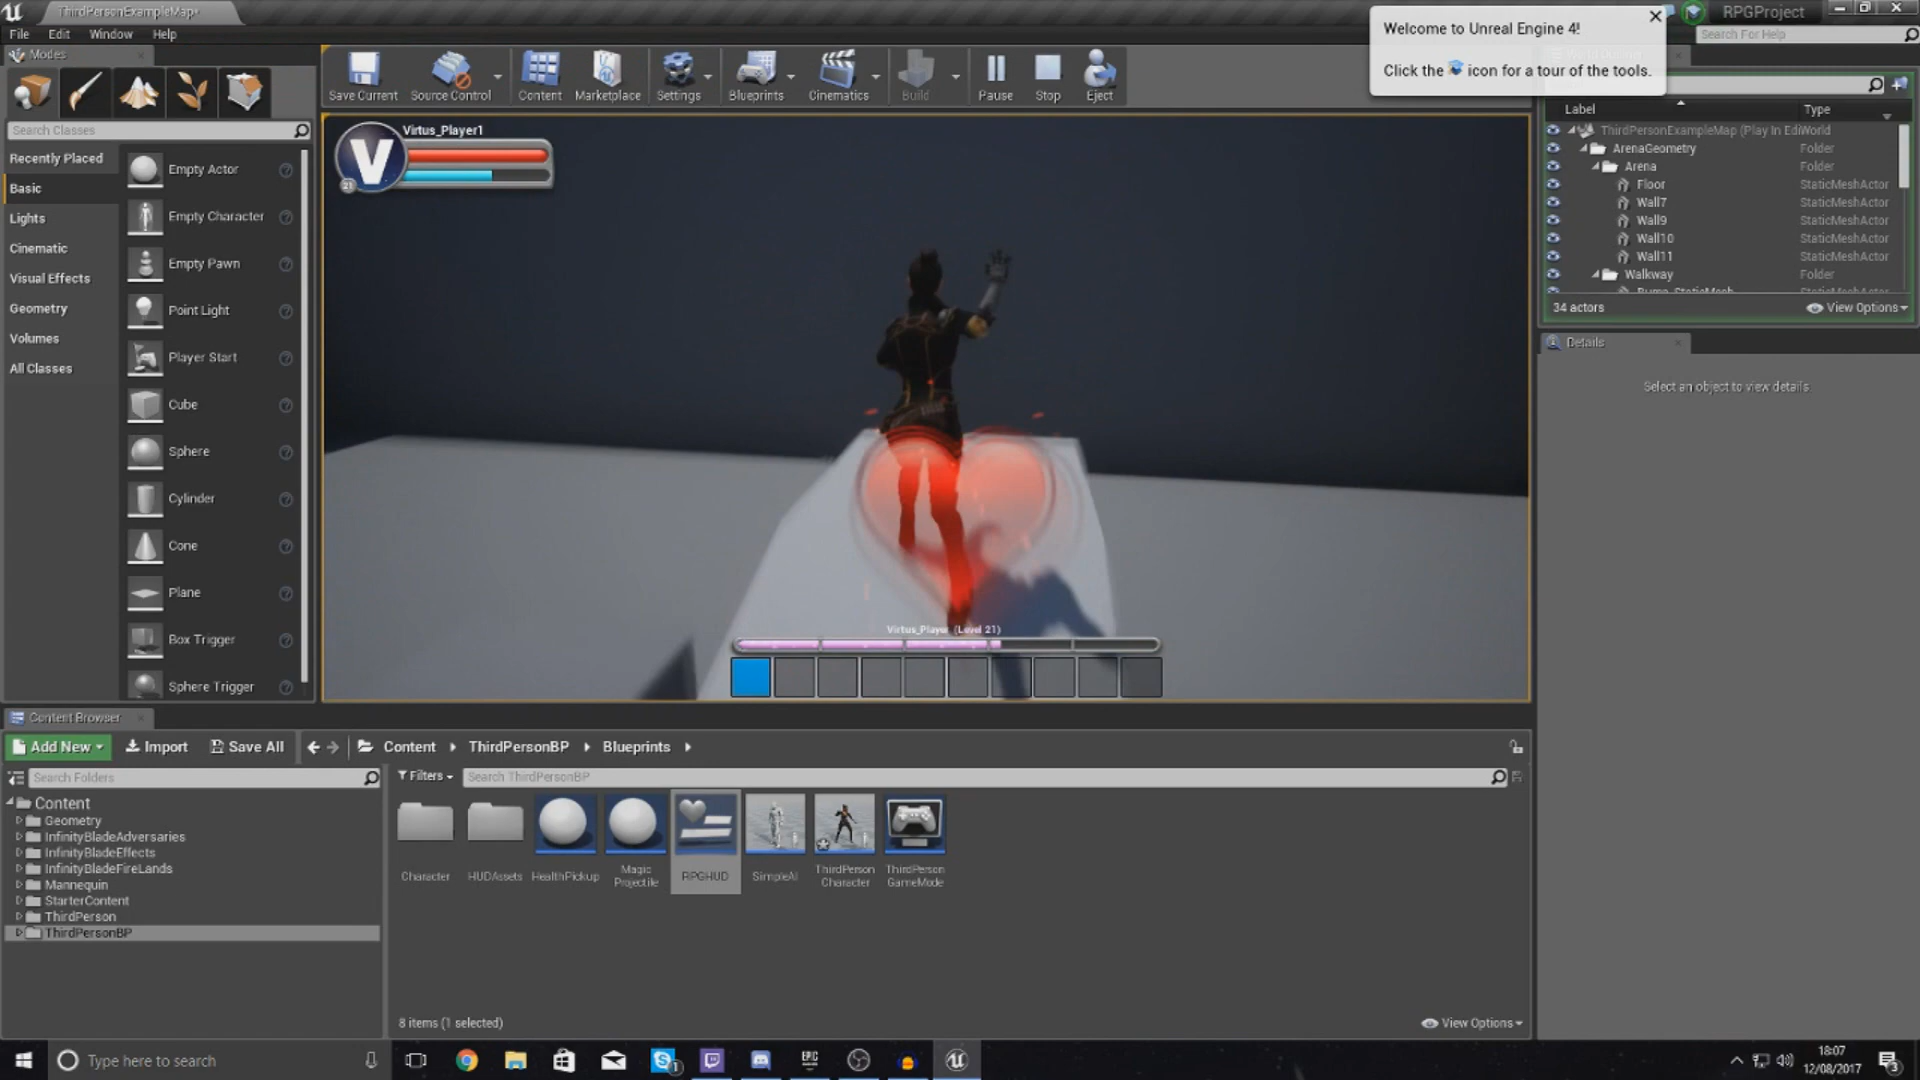 ThirdPersonExampleMap*
RPGProject
File Edit Window Help
Search For Help
Welcome to Unreal Engine 4!
Click the icon for a tour of the tools.
Modes
Save Current
Source Control
Content
Marketplace
Settings
Blueprints
Cinematics
Build
Pause
Stop
Eject
Search Classes
Recently Placed
Basic
Lights
Cinematic
Visual Effects
Geometry
Volumes
All Classes
Empty Actor
Empty Character
Empty Pawn
Point Light
Player Start
Cube
Sphere
Cylinder
Cone
Plane
Box Trigger
Sphere Trigger
Virtus_Player1
V
21
Virtus_Player (Level 21)
Label Type
ThirdPersonExampleMap (Play In EdiWorld
ArenaGeometry Folder
Arena Folder
Floor StaticMeshActor
Wall7 StaticMeshActor
Wall9 StaticMeshActor
Wall10 StaticMeshActor
Wall11 StaticMeshActor
Walkway Folder
34 actors
View Options
Details
Select an object to view details.
Content Browser
Add New Import Save All
Content ThirdPersonBP Blueprints
Search Folders
Filters
Search ThirdPersonBP
Content
Geometry
InfinityBladeAdversaries
InfinityBladeEffects
InfinityBladeFireLands
Mannequin
StarterContent
ThirdPerson
ThirdPersonBP
Character
HUDAssets
HealthPickup
Magic
Projectile
RPGHUD
SimpleAI
ThirdPerson
Character
ThirdPerson
GameMode
8 items (1 selected)
View Options
Type here to search
1
EPIC
18:07
12/08/2017
3